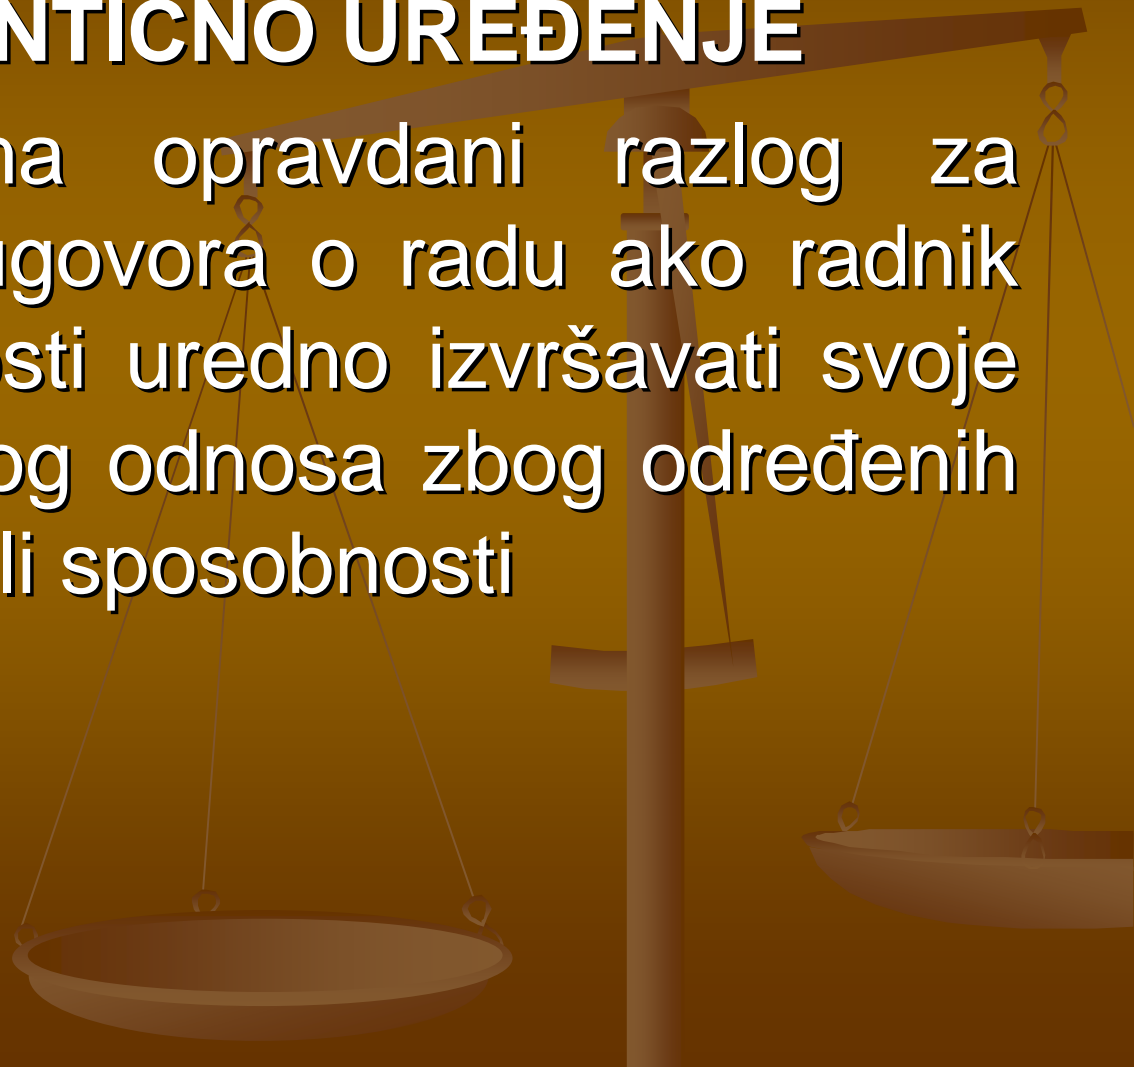 NTIČNO UREĐENJE
na opravdani razlog za
ugovora o radu ako radnik
osti uredno izvršavati svoje
og odnosa zbog određenih
li sposobnosti